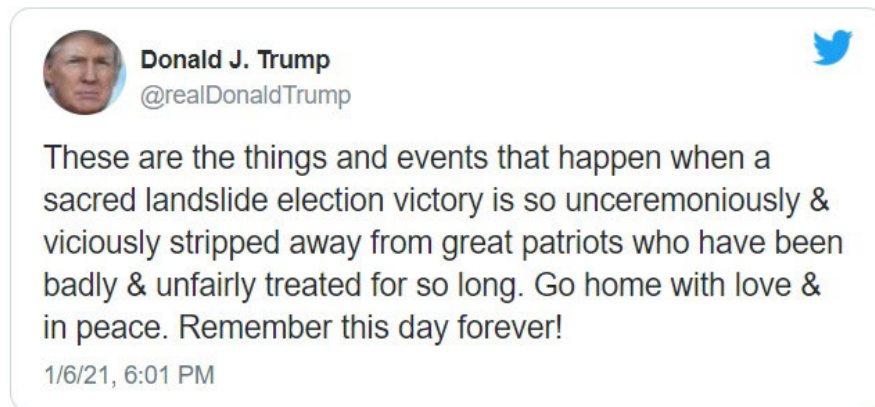 Donald J. Trump
@realDonaldTrump
These are the things and events that happen when a
sacred landslide election victory is so unceremoniously &
viciously stripped away from great patriots who have been
badly & unfairly treated for so long. Go home with love &
in peace. Remember this day forever!
1/6/21, 6:01 PM